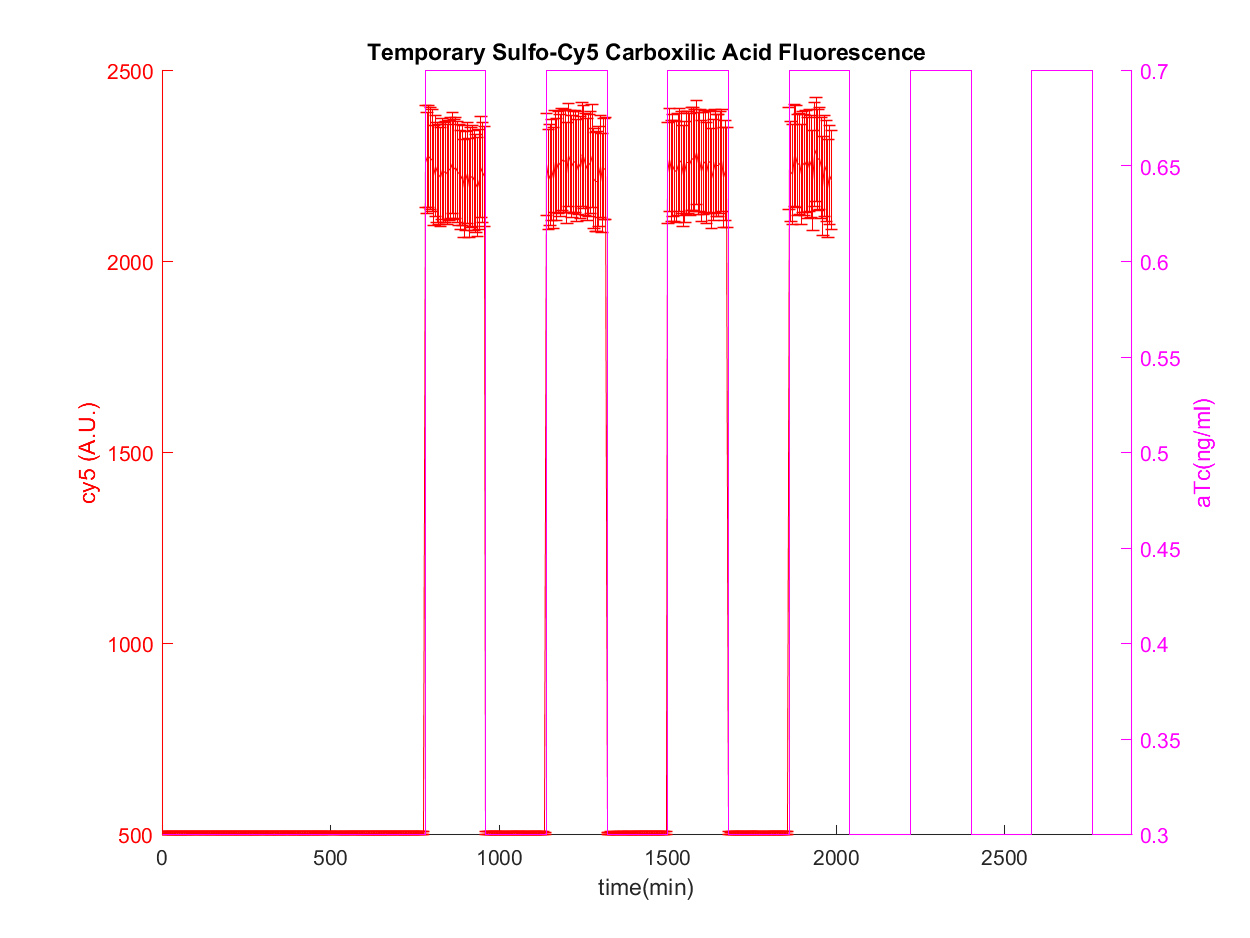 Temporary Sulfo-Cy5 Carboxilic Acid Fluorescence
2500
2000
1500
1000
500
cy5 (A.U.)
0.7
0.65
0.6
0.55
0.5
0.45
0.4
0.35
0.3
aTc(ng/ml)
0 500 1000 1500 2000 2500
time(min)